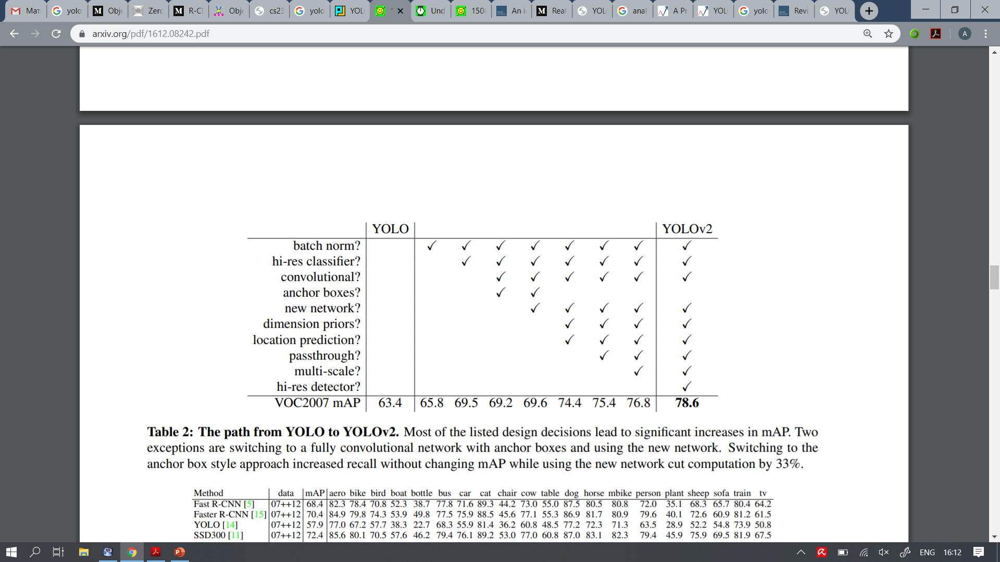 Mat yolo Obje Zero R-C Obje cs23 yolo YOL Und 1506 An i Real YOL anal A Pr YOL yolo Revi YOL
arxiv.org/pdf/1612.08242.pdf
A
YOLO YOLOv2
batch norm? ✓ ✓ ✓ ✓ ✓ ✓ ✓ ✓
hi-res classifier? ✓ ✓ ✓ ✓ ✓ ✓ ✓
convolutional? ✓ ✓ ✓ ✓ ✓ ✓
anchor boxes? ✓ ✓
new network? ✓ ✓ ✓ ✓ ✓
dimension priors? ✓ ✓ ✓ ✓
location prediction? ✓ ✓ ✓ ✓
passthrough? ✓ ✓ ✓
multi-scale? ✓ ✓
hi-res detector? ✓
VOC2007 mAP 63.4 65.8 69.5 69.2 69.6 74.4 75.4 76.8 78.6
Table 2: The path from YOLO to YOLOv2. Most of the listed design decisions lead to significant increases in mAP. Two
exceptions are switching to a fully convolutional network with anchor boxes and using the new network. Switching to the
anchor box style approach increased recall without changing mAP while using the new network cut computation by 33%.
Method data mAP aero bike bird boat bottle bus car cat chair cow table dog horse mbike person plant sheep sofa train tv
Fast R-CNN [5] 07++12 68.4 82.3 78.4 70.8 52.3 38.7 77.8 71.6 89.3 44.2 73.0 55.0 87.5 80.5 80.8 72.0 35.1 68.3 65.7 80.4 64.2
Faster R-CNN [15] 07++12 70.4 84.9 79.8 74.3 53.9 49.8 77.5 75.9 88.5 45.6 77.1 55.3 86.9 81.7 80.9 79.6 40.1 72.6 60.9 81.2 61.5
YOLO [14] 07++12 57.9 77.0 67.2 57.7 38.3 22.7 68.3 55.9 81.4 36.2 60.8 48.5 77.2 72.3 71.3 63.5 28.9 52.2 54.8 73.9 50.8
SSD300 [11] 07++12 72.4 85.6 80.1 70.5 57.6 46.2 79.4 76.1 89.2 53.0 77.0 60.8 87.0 83.1 82.3 79.4 45.9 75.9 69.5 81.9 67.5
ENG 16:12